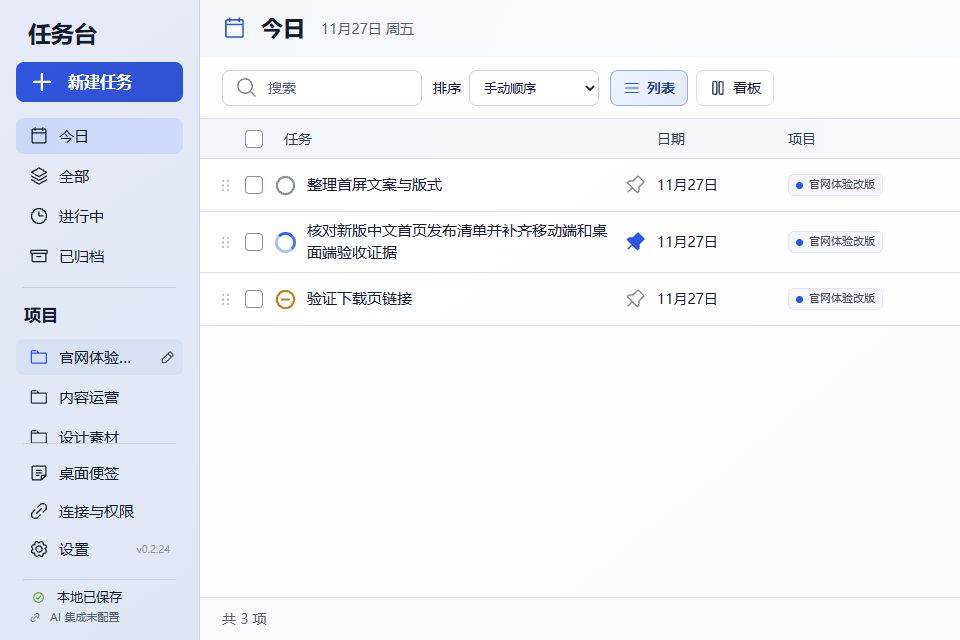 任务台
新建任务
今日
全部
进行中
已归档
项目
官网体验...
内容运营
设计素材
桌面便签
连接与权限
设置 v0.2.24
本地已保存
AI 集成未配置
今日 11月27日 周五
搜索 排序 手动顺序 列表 看板
任务 日期 项目
整理首屏文案与版式 11月27日 官网体验改版
核对新版中文首页发布清单并补齐移动端和桌
面端验收证据 11月27日 官网体验改版
验证下载页链接 11月27日 官网体验改版
共 3 项